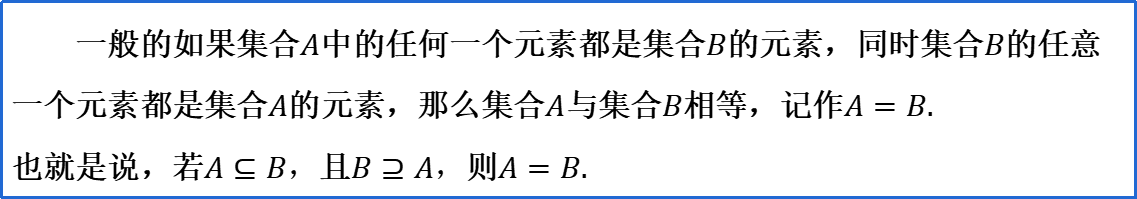 一般的如果集合A中的任何一个元素都是集合B的元素，同时集合B的任意
一个元素都是集合A的元素，那么集合A与集合B相等，记作A = B.
也就是说，若A ⊆ B，且B ⊇ A，则A = B.